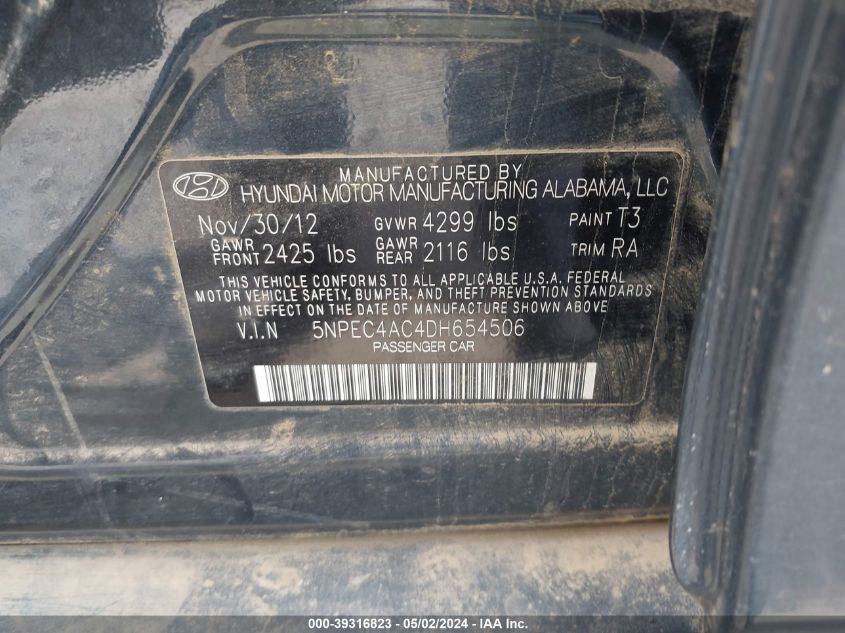 MANUFACTURED BY
HYUNDAI MOTOR MANUFACTURING ALABAMA, LLC
Nov/30/12 GVWR 4299 lbs PAINT T3
GAWR FRONT 2425 lbs GAWR REAR 2116 lbs TRIM RA
THIS VEHICLE CONFORMS TO ALL APPLICABLE U.S.A. FEDERAL
MOTOR VEHICLE SAFETY, BUMPER, AND THEFT PREVENTION STANDARDS
IN EFFECT ON THE DATE OF MANUFACTURE SHOWN ABOVE
V.I.N 5NPEC4AC4DH654506
PASSENGER CAR
000-39316823 - 05/02/2024 - IAA Inc.